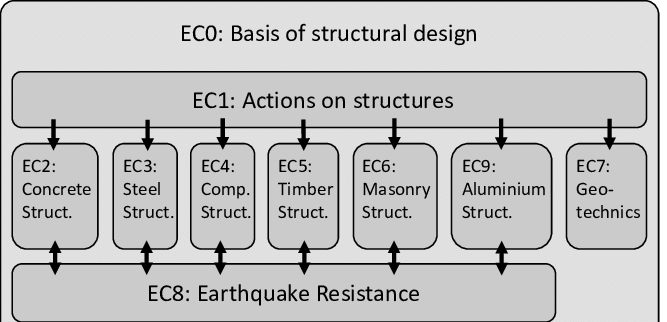 EC0: Basis of structural design
EC1: Actions on structures
EC2:
Concrete
Struct.
EC3:
Steel
Struct.
EC4:
Comp.
Struct.
EC5:
Timber
Struct.
EC6:
Masonry
Struct.
EC9:
Aluminium
Struct.
EC7:
Geo-
technics
EC8: Earthquake Resistance